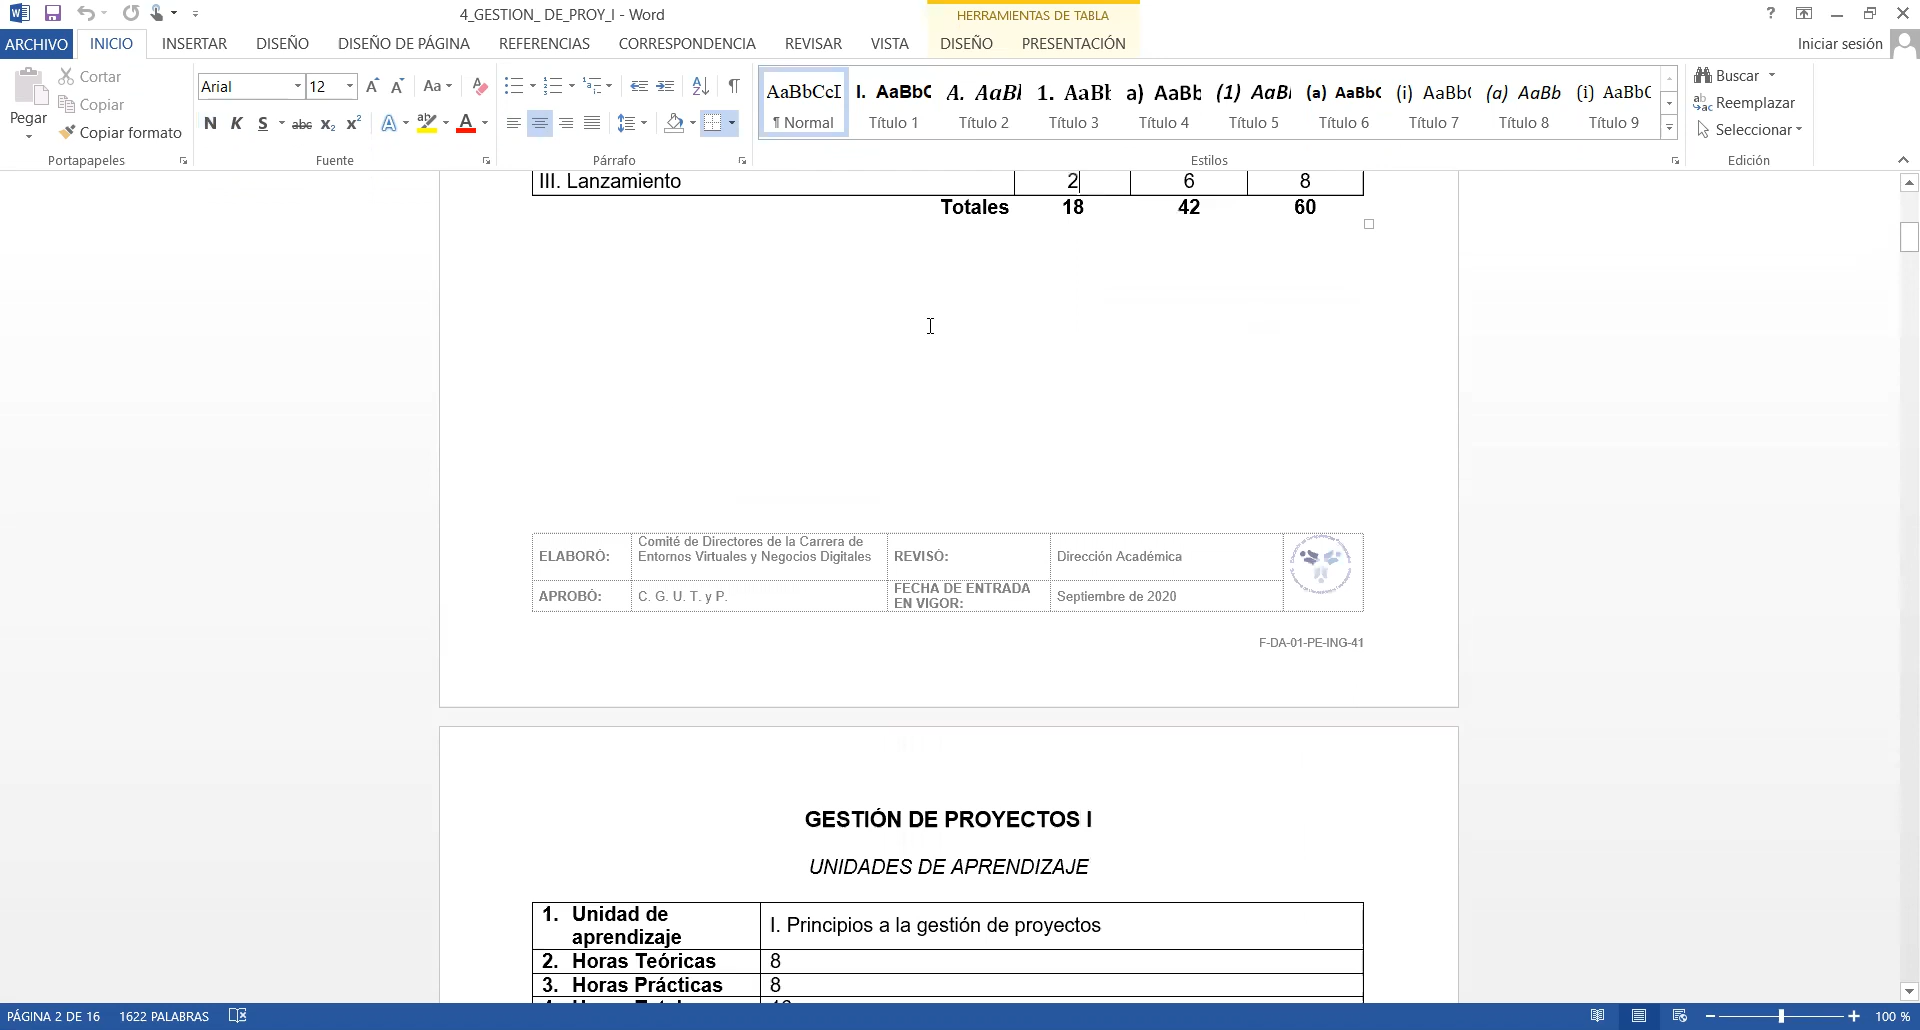 4_GESTION_ DE_PROY_I - Word
HERRAMIENTAS DE TABLA
?
ARCHIVO INICIO INSERTAR DISEÑO DISEÑO DE PÁGINA REFERENCIAS CORRESPONDENCIA REVISAR VISTA DISEÑO PRESENTACIÓN Iniciar sesión
Pegar
Cortar
Copiar
Copiar formato
Portapapeles
Arial 12 Aa
N K S abc x₂ x² A ab A
Fuente
Párrafo
AaBbCcI I. AaBbC A. AaBl 1. AaBl a) AaBb (1) AaBl (a) AaBbC (i) AaBb( (a) AaBb (i) AaBbC
¶ Normal Título 1 Título 2 Título 3 Título 4 Título 5 Título 6 Título 7 Título 8 Título 9
Estilos
Buscar
Reemplazar
Seleccionar
Edición
III. Lanzamiento 2 6 8
Totales 18 42 60
ELABORÓ: Comité de Directores de la Carrera de Entornos Virtuales y Negocios Digitales REVISÓ: Dirección Académica
APROBÓ: C. G. U. T. y P. FECHA DE ENTRADA EN VIGOR: Septiembre de 2020
F-DA-01-PE-ING-41
GESTIÓN DE PROYECTOS I
UNIDADES DE APRENDIZAJE
1. Unidad de aprendizaje I. Principios a la gestión de proyectos
2. Horas Teóricas 8
3. Horas Prácticas 8
PÁGINA 2 DE 16 1622 PALABRAS 100 %